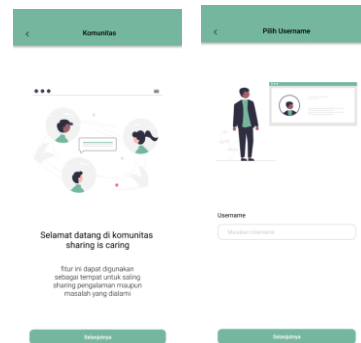 Komunitas
Selamat datang di komunitas
sharing is caring
fitur ini dapat digunakan
sebagai tempat untuk saling
sharing pengalaman maupun
masalah yang dialami
Selanjutnya
Pilih Username
Username
Masukan Username
Selanjutnya